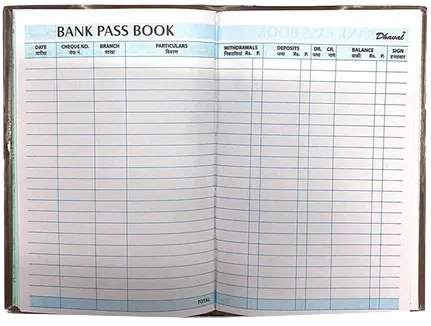 BANK PASS BOOK
Dhaval
DATE CHEQUE NO. BRANCH PARTICULARS WITHDRAWALS Rs. P. DEPOSITS Rs. P. DR. CR. BALANCE Rs. P. SIGN
तारीख चेक नं. शाखा विवरण निकासियां जमा जमा नामे बाकी हस्ताक्षर
TOTAL